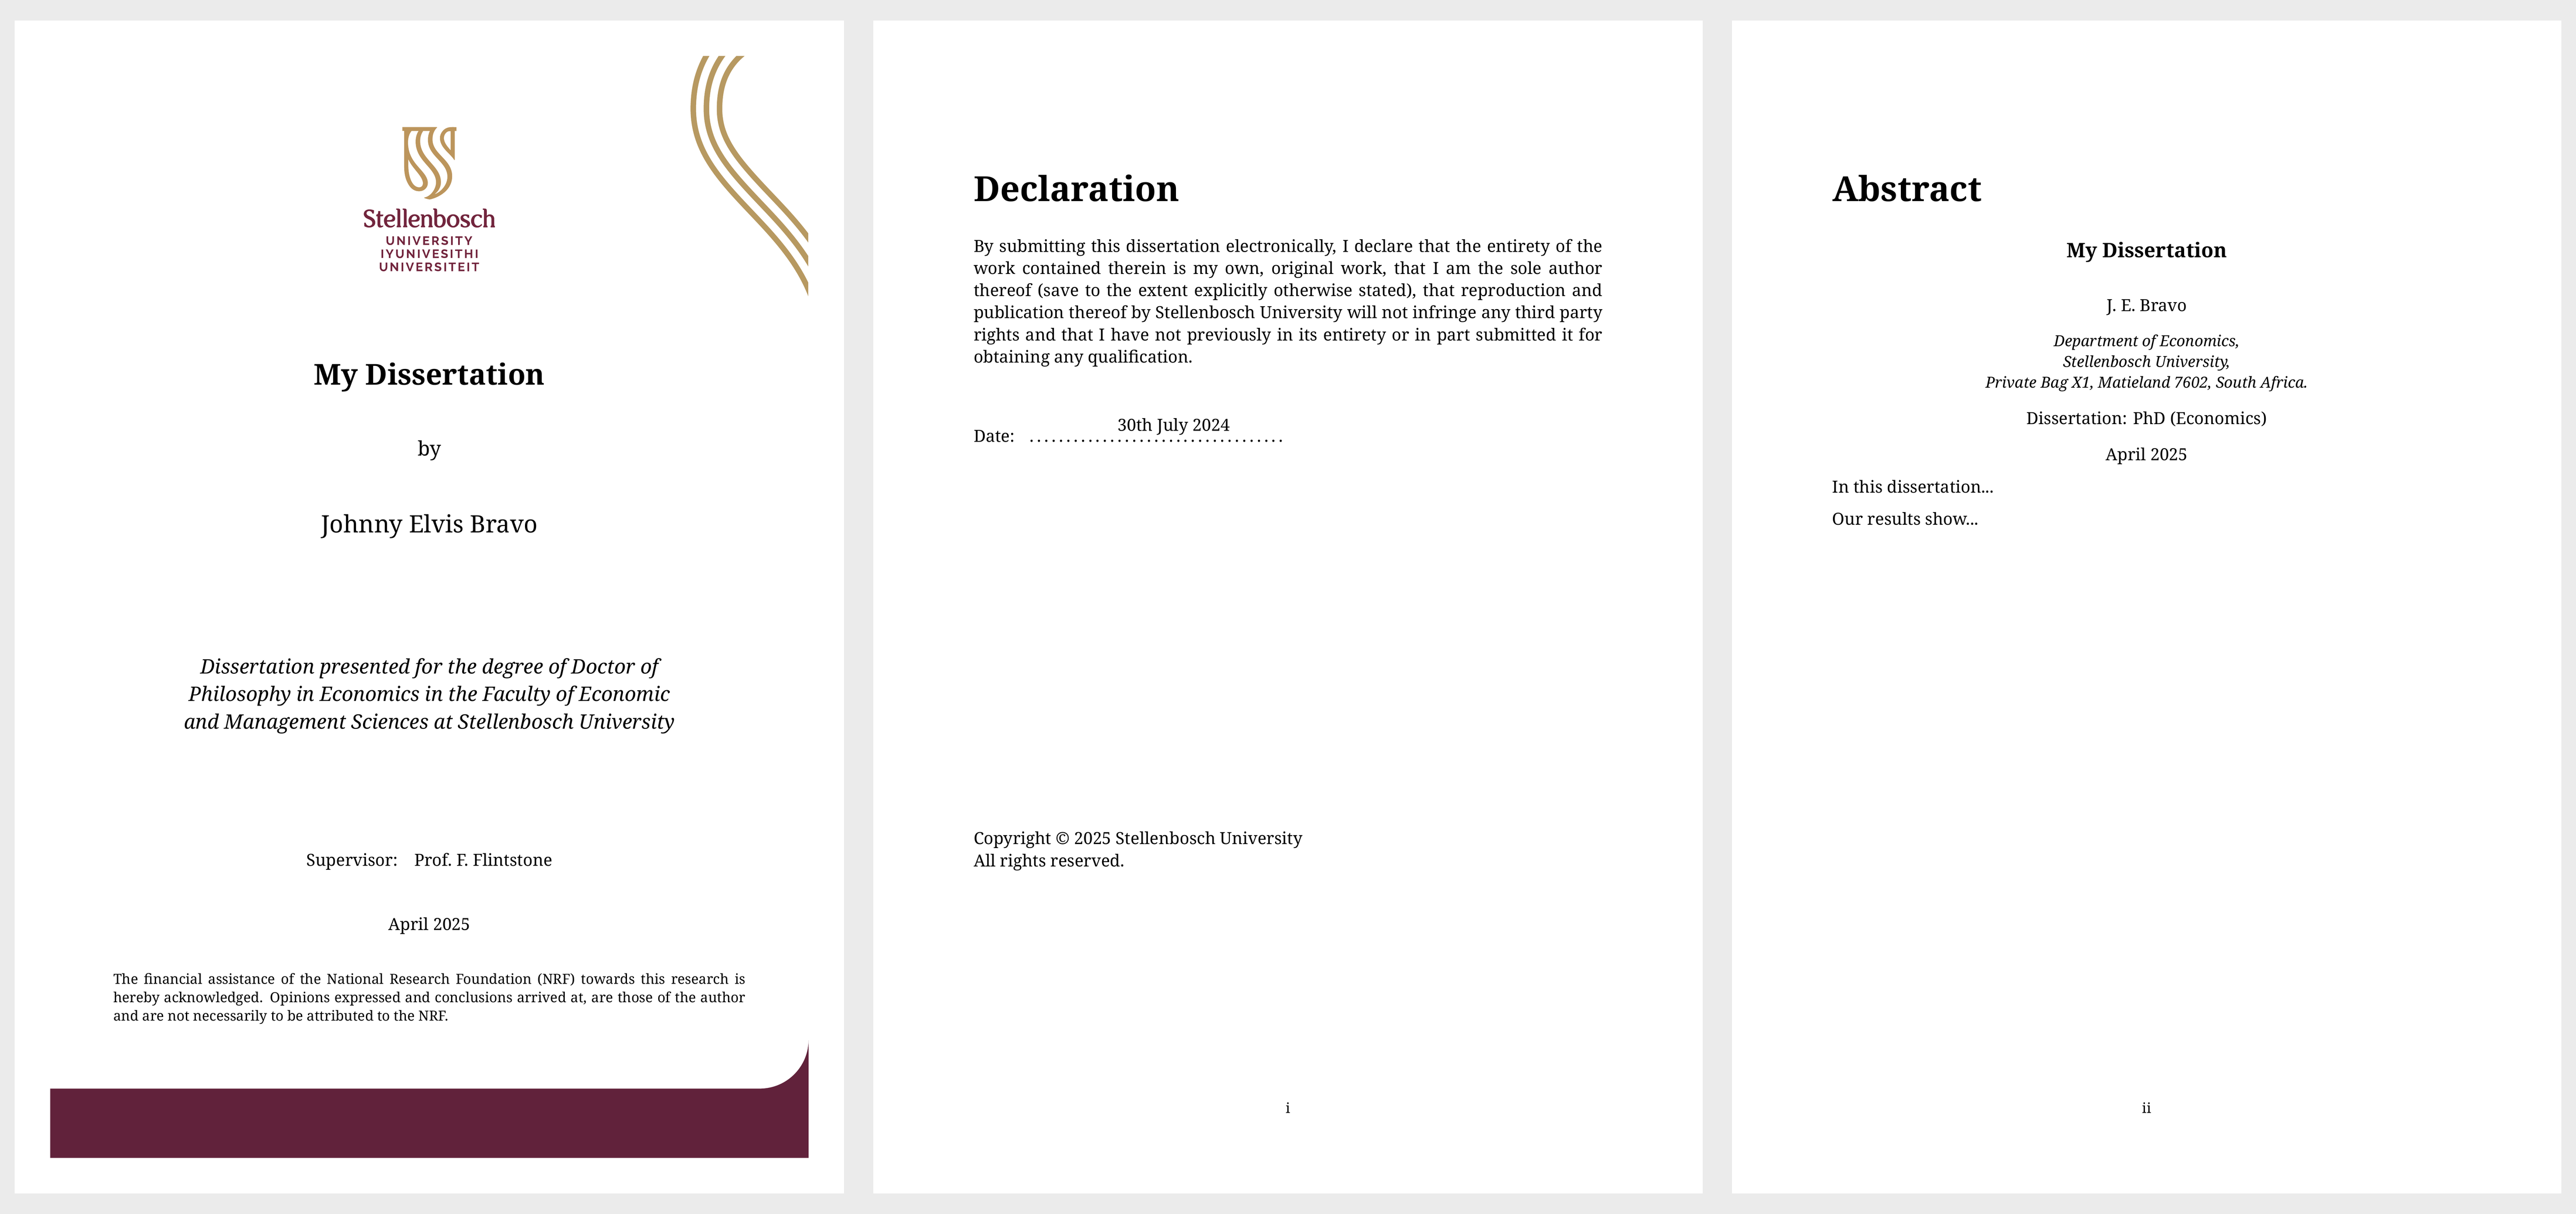 Stellenbosch
UNIVERSITY
IYUNIVESITHI
UNIVERSITEIT
My Dissertation
by
Johnny Elvis Bravo
Dissertation presented for the degree of Doctor of
Philosophy in Economics in the Faculty of Economic
and Management Sciences at Stellenbosch University
Supervisor: Prof. F. Flintstone
April 2025
The financial assistance of the National Research Foundation (NRF) towards this research is
hereby acknowledged. Opinions expressed and conclusions arrived at, are those of the author
and are not necessarily to be attributed to the NRF.
Declaration
By submitting this dissertation electronically, I declare that the entirety of the
work contained therein is my own, original work, that I am the sole author
thereof (save to the extent explicitly otherwise stated), that reproduction and
publication thereof by Stellenbosch University will not infringe any third party
rights and that I have not previously in its entirety or in part submitted it for
obtaining any qualification.
Date: 30th July 2024
Copyright © 2025 Stellenbosch University
All rights reserved.
i
Abstract
My Dissertation
J. E. Bravo
Department of Economics,
Stellenbosch University,
Private Bag X1, Matieland 7602, South Africa.
Dissertation: PhD (Economics)
April 2025
In this dissertation...
Our results show...
ii